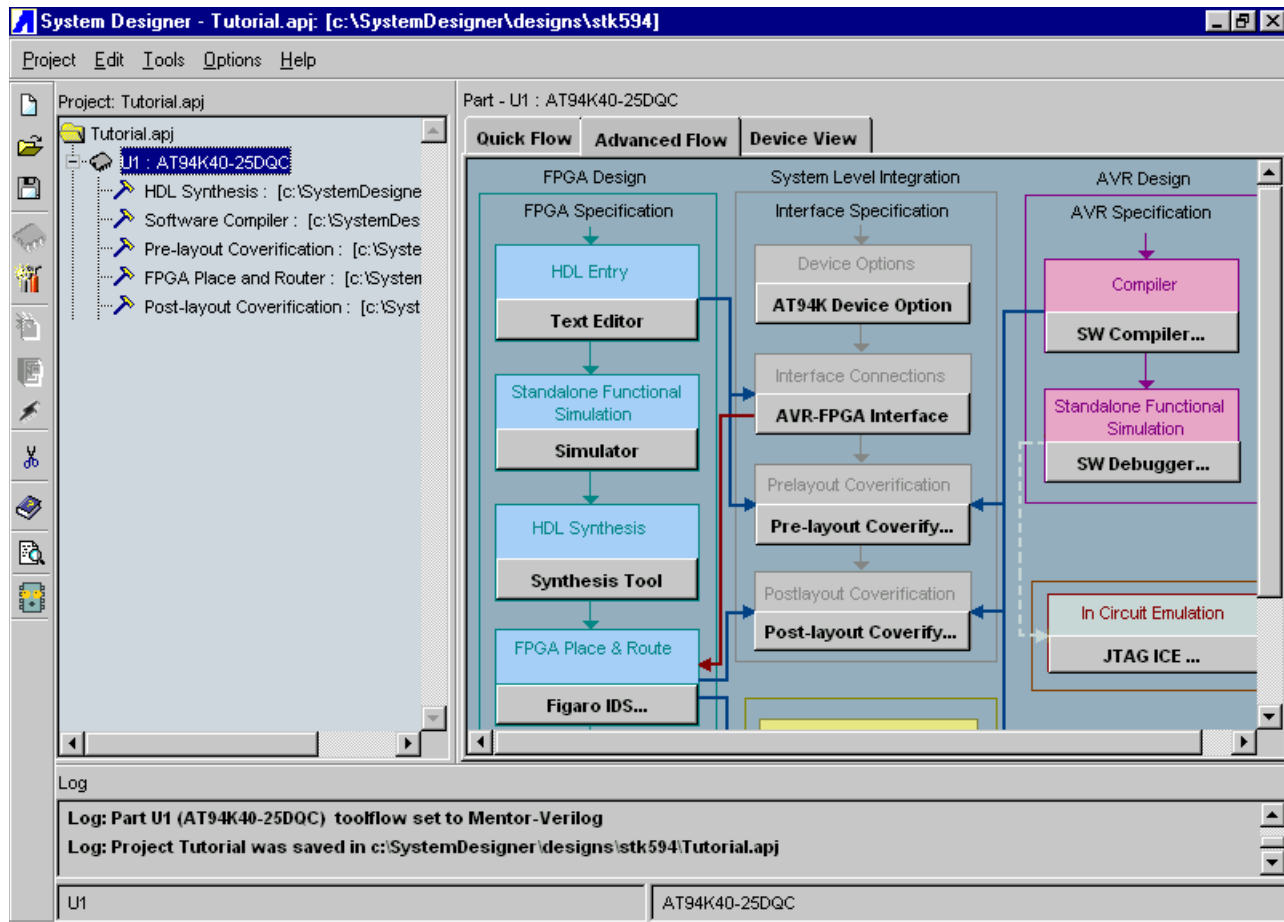 System Designer - Tutorial.apj: [c:\SystemDesigner\designs\stk594]
Project Edit Tools Options Help
Project: Tutorial.apj
Tutorial.apj
U1 : AT94K40-25DQC
HDL Synthesis : [c:\SystemDesigne
Software Compiler : [c:\SystemDes
Pre-layout Coverification : [c:\Syste
FPGA Place and Router : [c:\System
Post-layout Coverification : [c:\Syst
Part - U1 : AT94K40-25DQC
Quick Flow Advanced Flow Device View
FPGA Design
FPGA Specification
HDL Entry
Text Editor
Standalone Functional
Simulation
Simulator
HDL Synthesis
Synthesis Tool
FPGA Place & Route
Figaro IDS...
System Level Integration
Interface Specification
Device Options
AT94K Device Option
Interface Connections
AVR-FPGA Interface
Prelayout Coverification
Pre-layout Coverify...
Postlayout Coverification
Post-layout Coverify...
AVR Design
AVR Specification
Compiler
SW Compiler...
Standalone Functional
Simulation
SW Debugger...
In Circuit Emulation
JTAG ICE ...
Log
Log: Part U1 (AT94K40-25DQC) toolflow set to Mentor-Verilog
Log: Project Tutorial was saved in c:\SystemDesigner\designs\stk594\Tutorial.apj
U1
AT94K40-25DQC